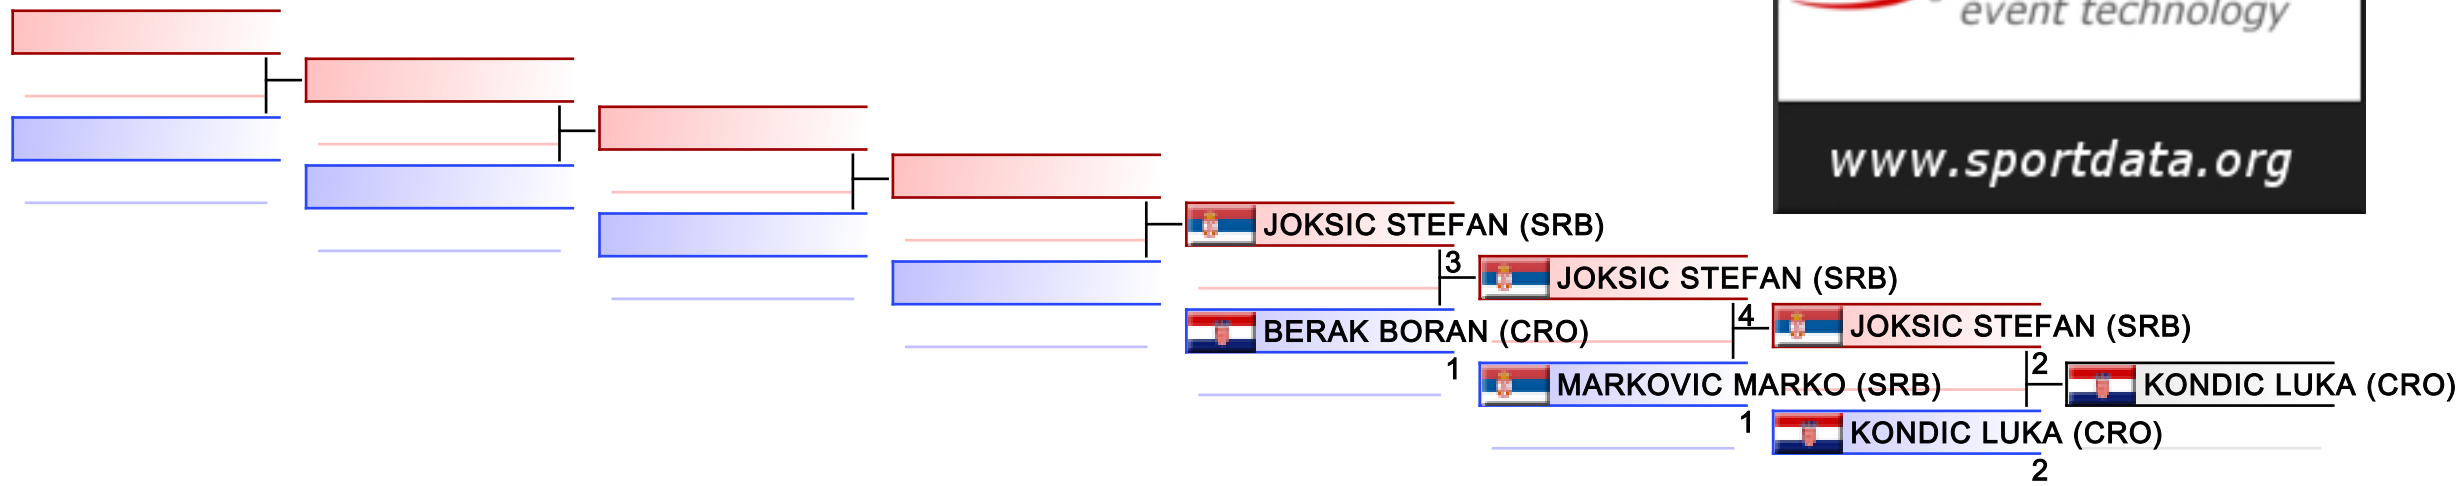 event technology
www.sportdata.org
JOKSIC STEFAN (SRB)
3
JOKSIC STEFAN (SRB)
BERAK BORAN (CRO)
1
4
JOKSIC STEFAN (SRB)
MARKOVIC MARKO (SRB)
1
2
KONDIC LUKA (CRO)
KONDIC LUKA (CRO)
2